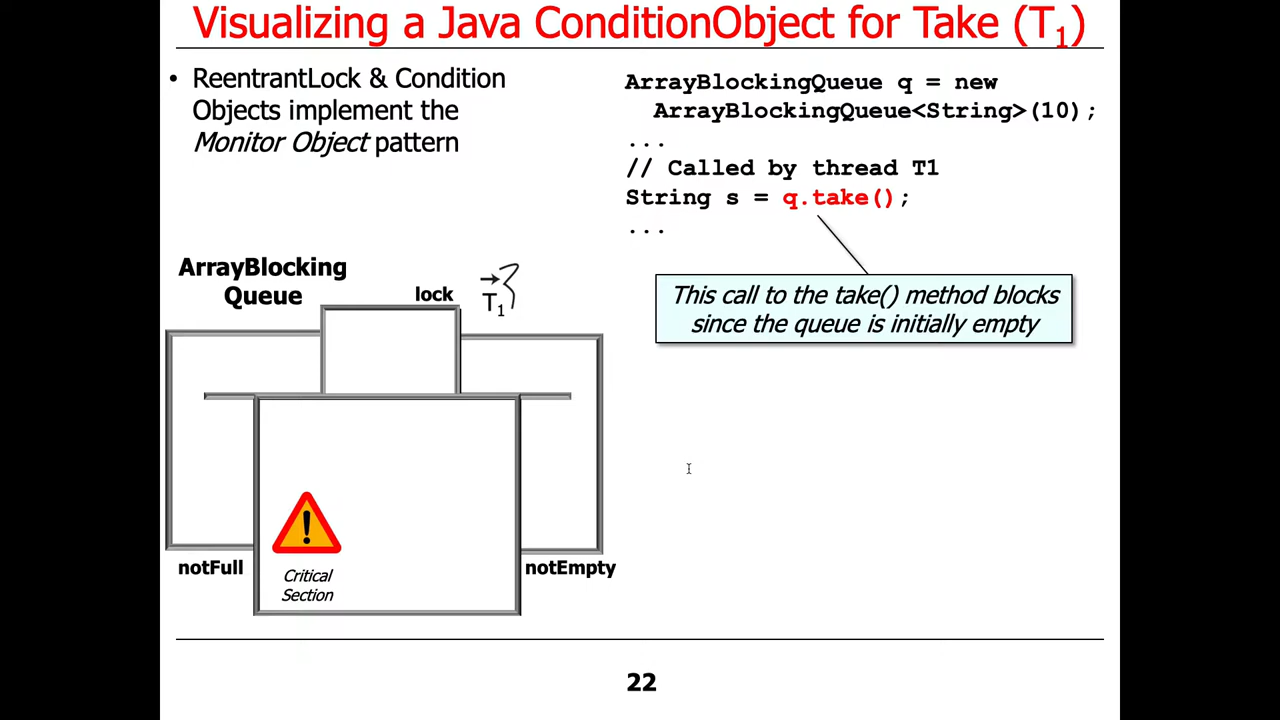 Visualizing a Java ConditionObject for Take (T1)
• ReentrantLock & Condition
Objects implement the
Monitor Object pattern
ArrayBlockingQueue q = new
ArrayBlockingQueue<String>(10);
...
// Called by thread T1
String s = q.take();
...
This call to the take() method blocks
since the queue is initially empty
ArrayBlocking
Queue
lock
T1
notFull
notEmpty
Critical
Section
22